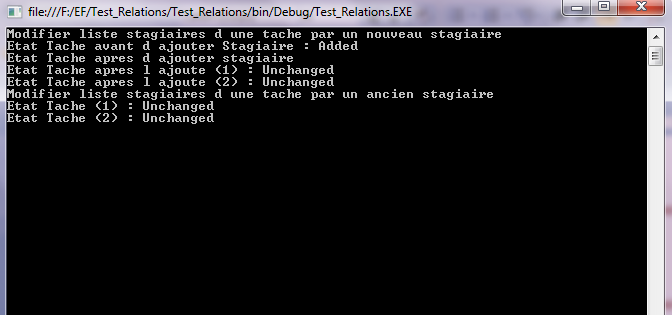 file:///F:/EF/Test_Relations/Test_Relations/bin/Debug/Test_Relations.EXE
Modifier liste stagiaires d une tache par un nouveau stagiaire
Etat Tache avant d ajouter Stagiaire : Added
Etat Tache apres d ajouter stagiaire
Etat Tache apres l ajoute (1) : Unchanged
Etat Tache apres l ajoute (2) : Unchanged
Modifier liste stagiaires d une tache par un ancien stagiaire
Etat Tache (1) : Unchanged
Etat Tache (2) : Unchanged